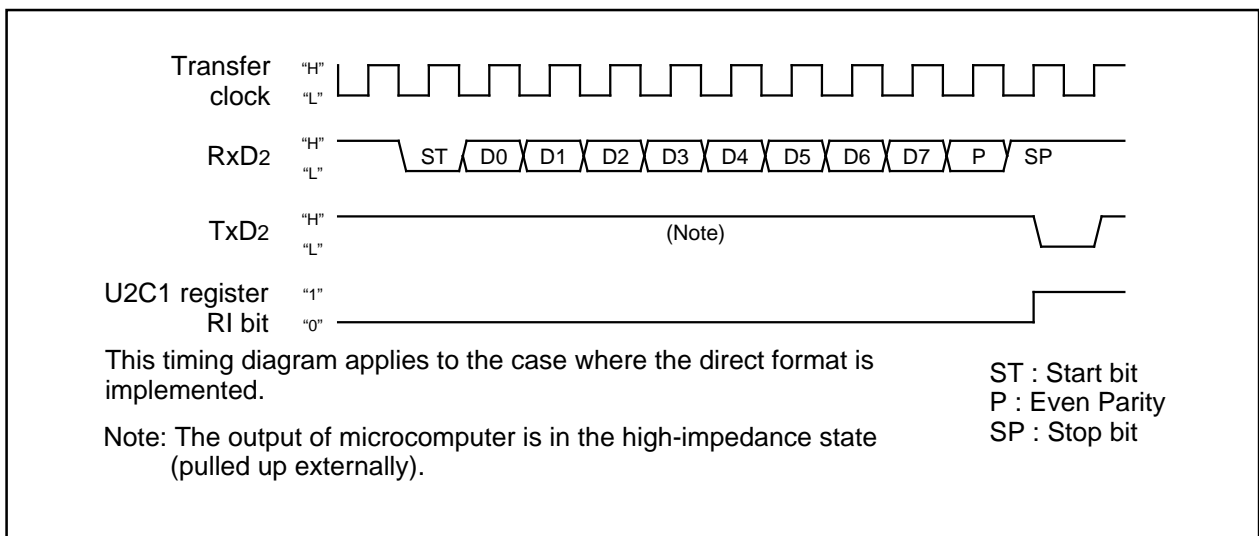 Transfer clock “H” “L”
RxD2 “H” “L” ST D0 D1 D2 D3 D4 D5 D6 D7 P SP
TxD2 “H” “L” (Note)
U2C1 register RI bit “1” “0”
This timing diagram applies to the case where the direct format is
implemented.
Note: The output of microcomputer is in the high-impedance state
(pulled up externally).
ST : Start bit
P : Even Parity
SP : Stop bit